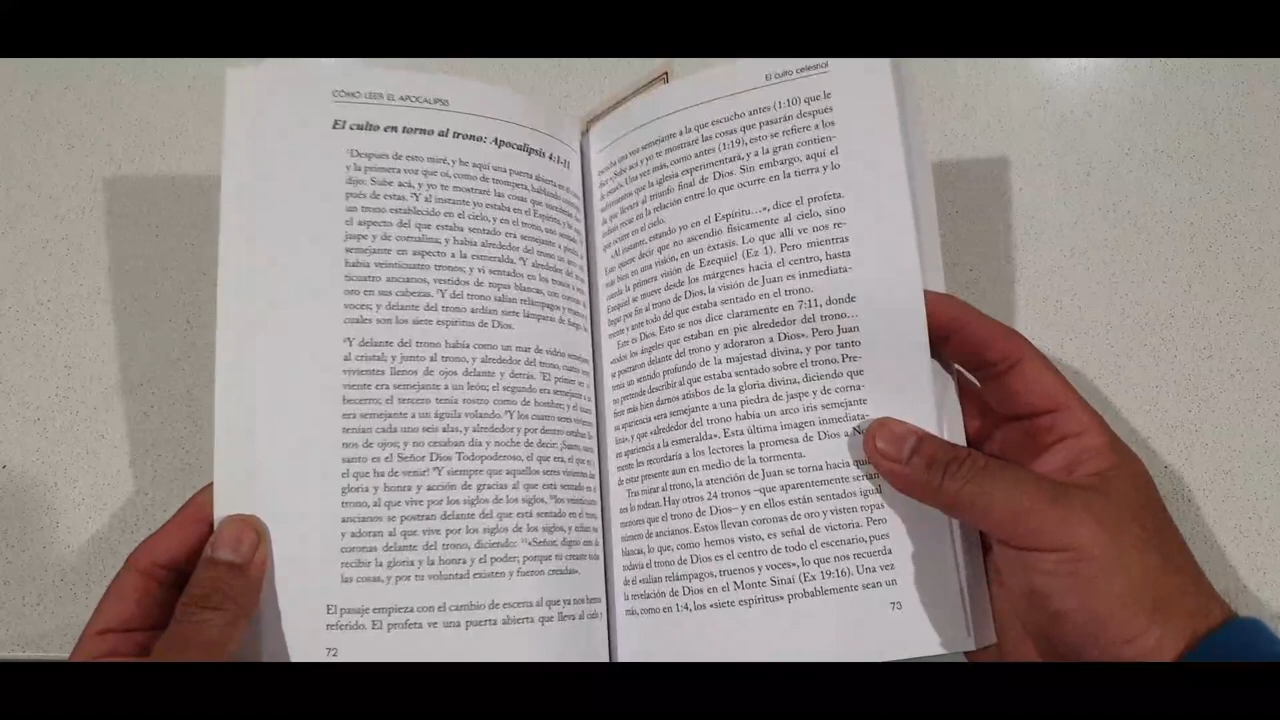 CÓMO LEER EL APOCALIPSIS
El culto en torno al trono: Apocalipsis 4:1-11
¹Después de esto miré, y he aquí una puerta abierta en el
y la primera voz que oí, como de trompeta, hablando
dijo: Sube acá, y yo te mostraré las cosas que sucederán
pués de estas. ²Y al instante yo estaba en el Espíritu; y he
un trono establecido en el cielo, y en el trono, uno
el aspecto del que estaba sentado era semejante a piedra
jaspe y de cornalina; y había alrededor del trono un arco
semejante en aspecto a la esmeralda. ⁴Y alrededor del
había veinticuatro tronos; y vi sentados en los tronos a
ticuatro ancianos, vestidos de ropas blancas, con coronas
oro en sus cabezas. ⁵Y del trono salían relámpagos y truenos
voces; y delante del trono ardían siete lámparas de fuego,
cuales son los siete espíritus de Dios.
⁶Y delante del trono había como un mar de vidrio
al cristal; y junto al trono, y alrededor del trono, cuatro
vivientes llenos de ojos delante y detrás. ⁷El primer
viente era semejante a un león; el segundo era semejante
becerro; el tercero tenía rostro como de hombre; y el
era semejante a un águila volando. ⁸Y los cuatro seres
tenían cada uno seis alas, y alrededor y por dentro estaban
nos de ojos; y no cesaban día y noche de decir: ¡Santo,
santo es el Señor Dios Todopoderoso, el que era, el que
el que ha de venir! ⁹Y siempre que aquellos seres vivientes
gloria y honra y acción de gracias al que está sentado en el
trono, al que vive por los siglos de los siglos, ¹⁰los veinticuatro
ancianos se postran delante del que está sentado en el trono,
y adoran al que vive por los siglos de los siglos, y echan sus
coronas delante del trono, diciendo: ¹¹«Señor, digno eres de
recibir la gloria y la honra y el poder; porque tú creaste todas
las cosas, y por tu voluntad existen y fueron creadas».
El pasaje empieza con el cambio de escena al que ya nos hemos
referido. El profeta ve una puerta abierta que lleva al cielo y
72
El culto celestial
escucha una voz semejante a la que escucho antes (1:10) que le
dice «Sube acá y yo te mostraré las cosas que pasarán después
de estas». Una vez más, como antes (1:19), esto se refiere a los
sufrimientos que la iglesia experimentará, y a la gran contien-
da que llevará al triunfo final de Dios. Sin embargo, aquí el
énfasis recae en la relación entre lo que ocurre en la tierra y lo
que ocurre en el cielo.
«Al instante, estando yo en el Espíritu…», dice el profeta.
Esto quiere decir que no ascendió físicamente al cielo, sino
más bien en una visión, en un éxtasis. Lo que allí ve nos re-
cuerda la primera visión de Ezequiel (Ez 1). Pero mientras
Ezequiel se mueve desde los márgenes hacia el centro, hasta
llegar por fin al trono de Dios, la visión de Juan es inmediata-
mente y ante todo del que estaba sentado en el trono.
Este es Dios. Esto se nos dice claramente en 7:11, donde
«todos los ángeles que estaban en pie alrededor del trono…
se postraron delante del trono y adoraron a Dios». Pero Juan
tenía un sentido profundo de la majestad divina, y por tanto
no pretende describir al que estaba sentado sobre el trono. Pre-
fiere más bien darnos atisbos de la gloria divina, diciendo que
su apariencia «era semejante a una piedra de jaspe y de corna-
lina», y que «alrededor del trono había un arco iris semejante
en apariencia a la esmeralda». Esta última imagen inmediata-
mente les recordaría a los lectores la promesa de Dios a
de estar presente aun en medio de la tormenta.
Tras mirar al trono, la atención de Juan se torna hacia
nes lo rodean. Hay otros 24 tronos –que aparentemente serían
menores que el trono de Dios– y en ellos están sentados igual
número de ancianos. Estos llevan coronas de oro y visten ropas
blancas, lo que, como hemos visto, es señal de victoria. Pero
todavía el trono de Dios es el centro de todo el escenario, pues
de él «salían relámpagos, truenos y voces», lo que nos recuerda
la revelación de Dios en el Monte Sinaí (Ex 19:16). Una vez
más, como en 1:4, los «siete espíritus» probablemente sean un
73